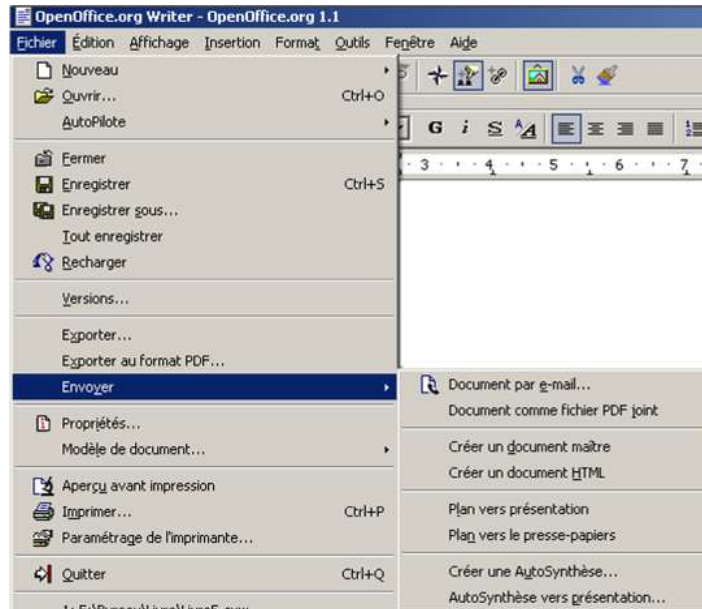 OpenOffice.org Writer - OpenOffice.org 1.1
Fichier Édition Affichage Insertion Format Outils Fenêtre Aide
Nouveau
Ouvrir... Ctrl+O
AutoPilote
G i S A A
Fermer
3 4 5 6 7
Enregistrer Ctrl+S
Enregistrer sous...
Tout enregistrer
Recharger
Versions...
Exporter...
Exporter au format PDF...
Envoyer
Document par e-mail...
Document comme fichier PDF joint
Propriétés...
Modèle de document...
Créer un document maître
Créer un document HTML
Aperçu avant impression
Imprimer... Ctrl+P
Paramétrage de l'imprimante...
Plan vers présentation
Plan vers le presse-papiers
Quitter Ctrl+Q
Créer une AutoSynthèse...
AutoSynthèse vers présentation...